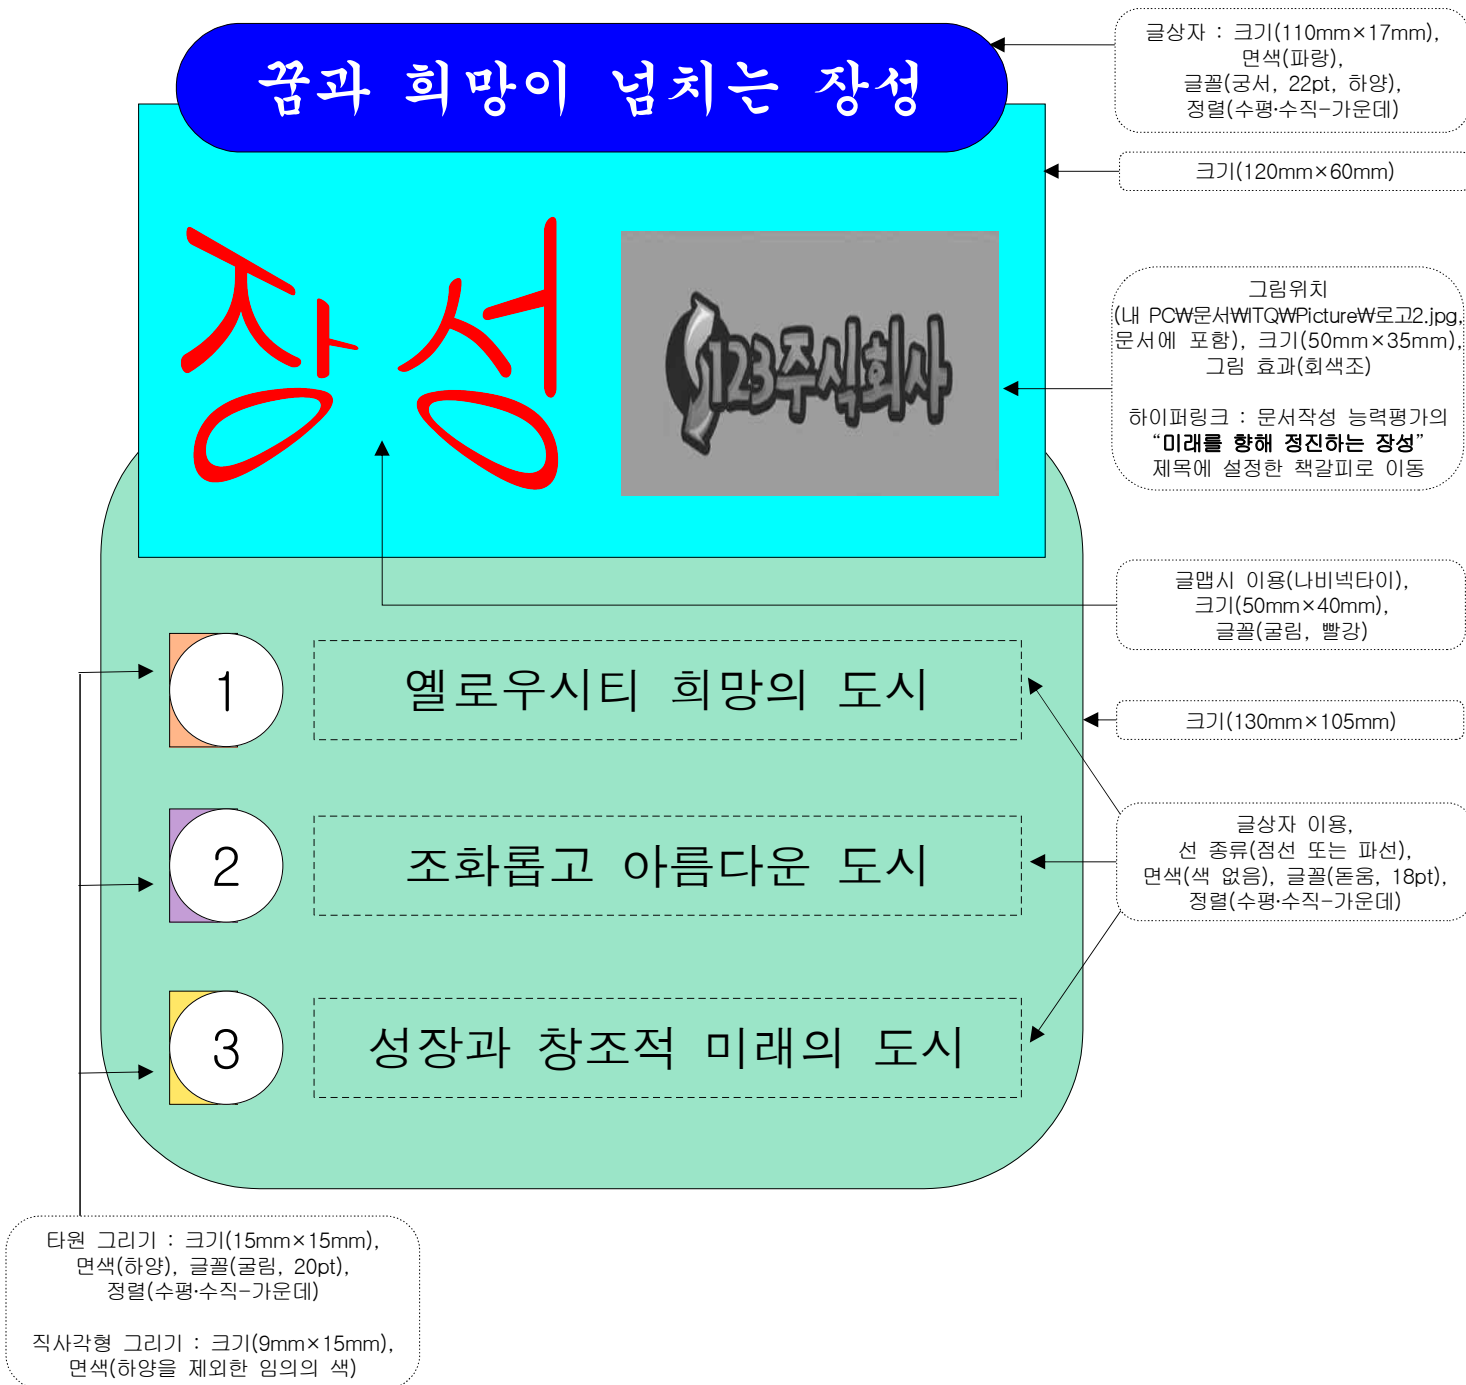 꿈과 희망이 넘치는 장성
글상자 : 크기(110mm×17mm),
면색(파랑),
글꼴(궁서, 22pt, 하양),
정렬(수평·수직-가운데)
크기(120mm×60mm)
장성
123주식회사
그림위치
(내 PC₩문서₩ITQ₩Picture₩로고2.jpg,
문서에 포함), 크기(50mm×35mm),
그림 효과(회색조)
하이퍼링크 : 문서작성 능력평가의
“미래를 향해 정진하는 장성”
제목에 설정한 책갈피로 이동
글맵시 이용(나비넥타이),
크기(50mm×40mm),
글꼴(굴림, 빨강)
1 옐로우시티 희망의 도시
크기(130mm×105mm)
2 조화롭고 아름다운 도시
글상자 이용,
선 종류(점선 또는 파선),
면색(색 없음), 글꼴(돋움, 18pt),
정렬(수평·수직-가운데)
3 성장과 창조적 미래의 도시
타원 그리기 : 크기(15mm×15mm),
면색(하양), 글꼴(굴림, 20pt),
정렬(수평·수직-가운데)
직사각형 그리기 : 크기(9mm×15mm),
면색(하양을 제외한 임의의 색)